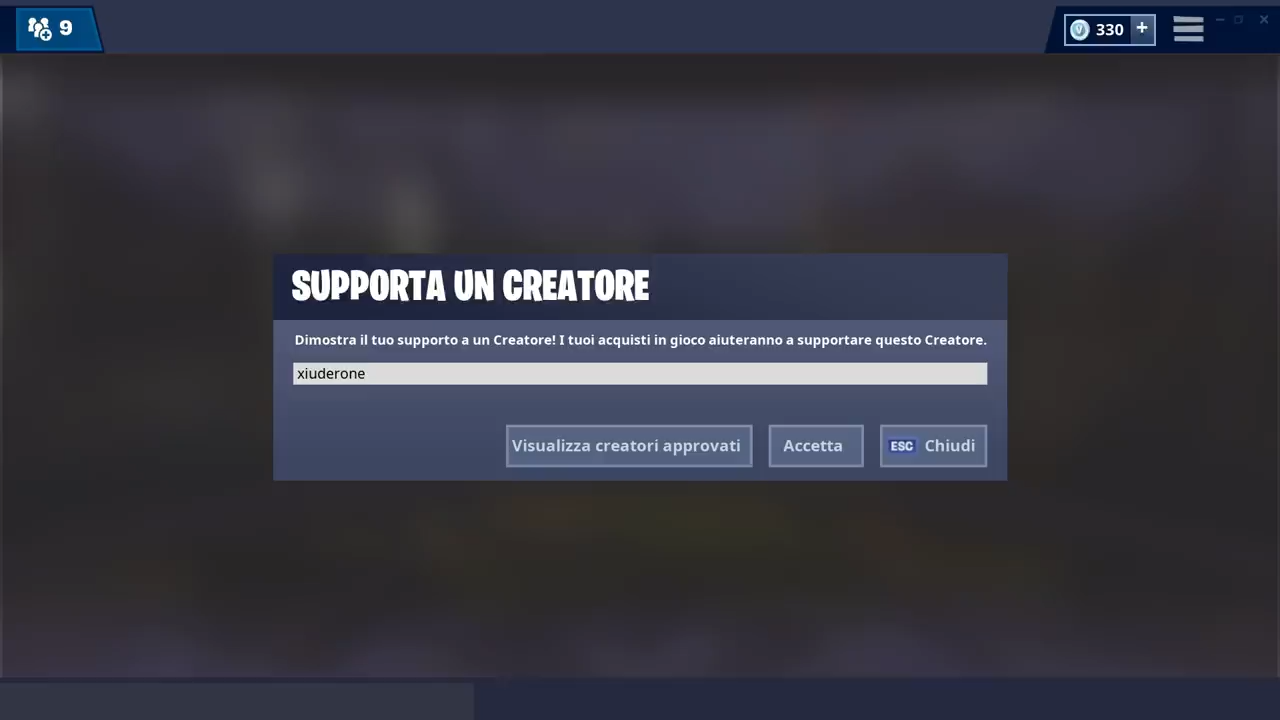 9
330 +
SUPPORTA UN CREATORE
Dimostra il tuo supporto a un Creatore! I tuoi acquisti in gioco aiuteranno a supportare questo Creatore.
xiuderone
Visualizza creatori approvati
Accetta
ESC Chiudi